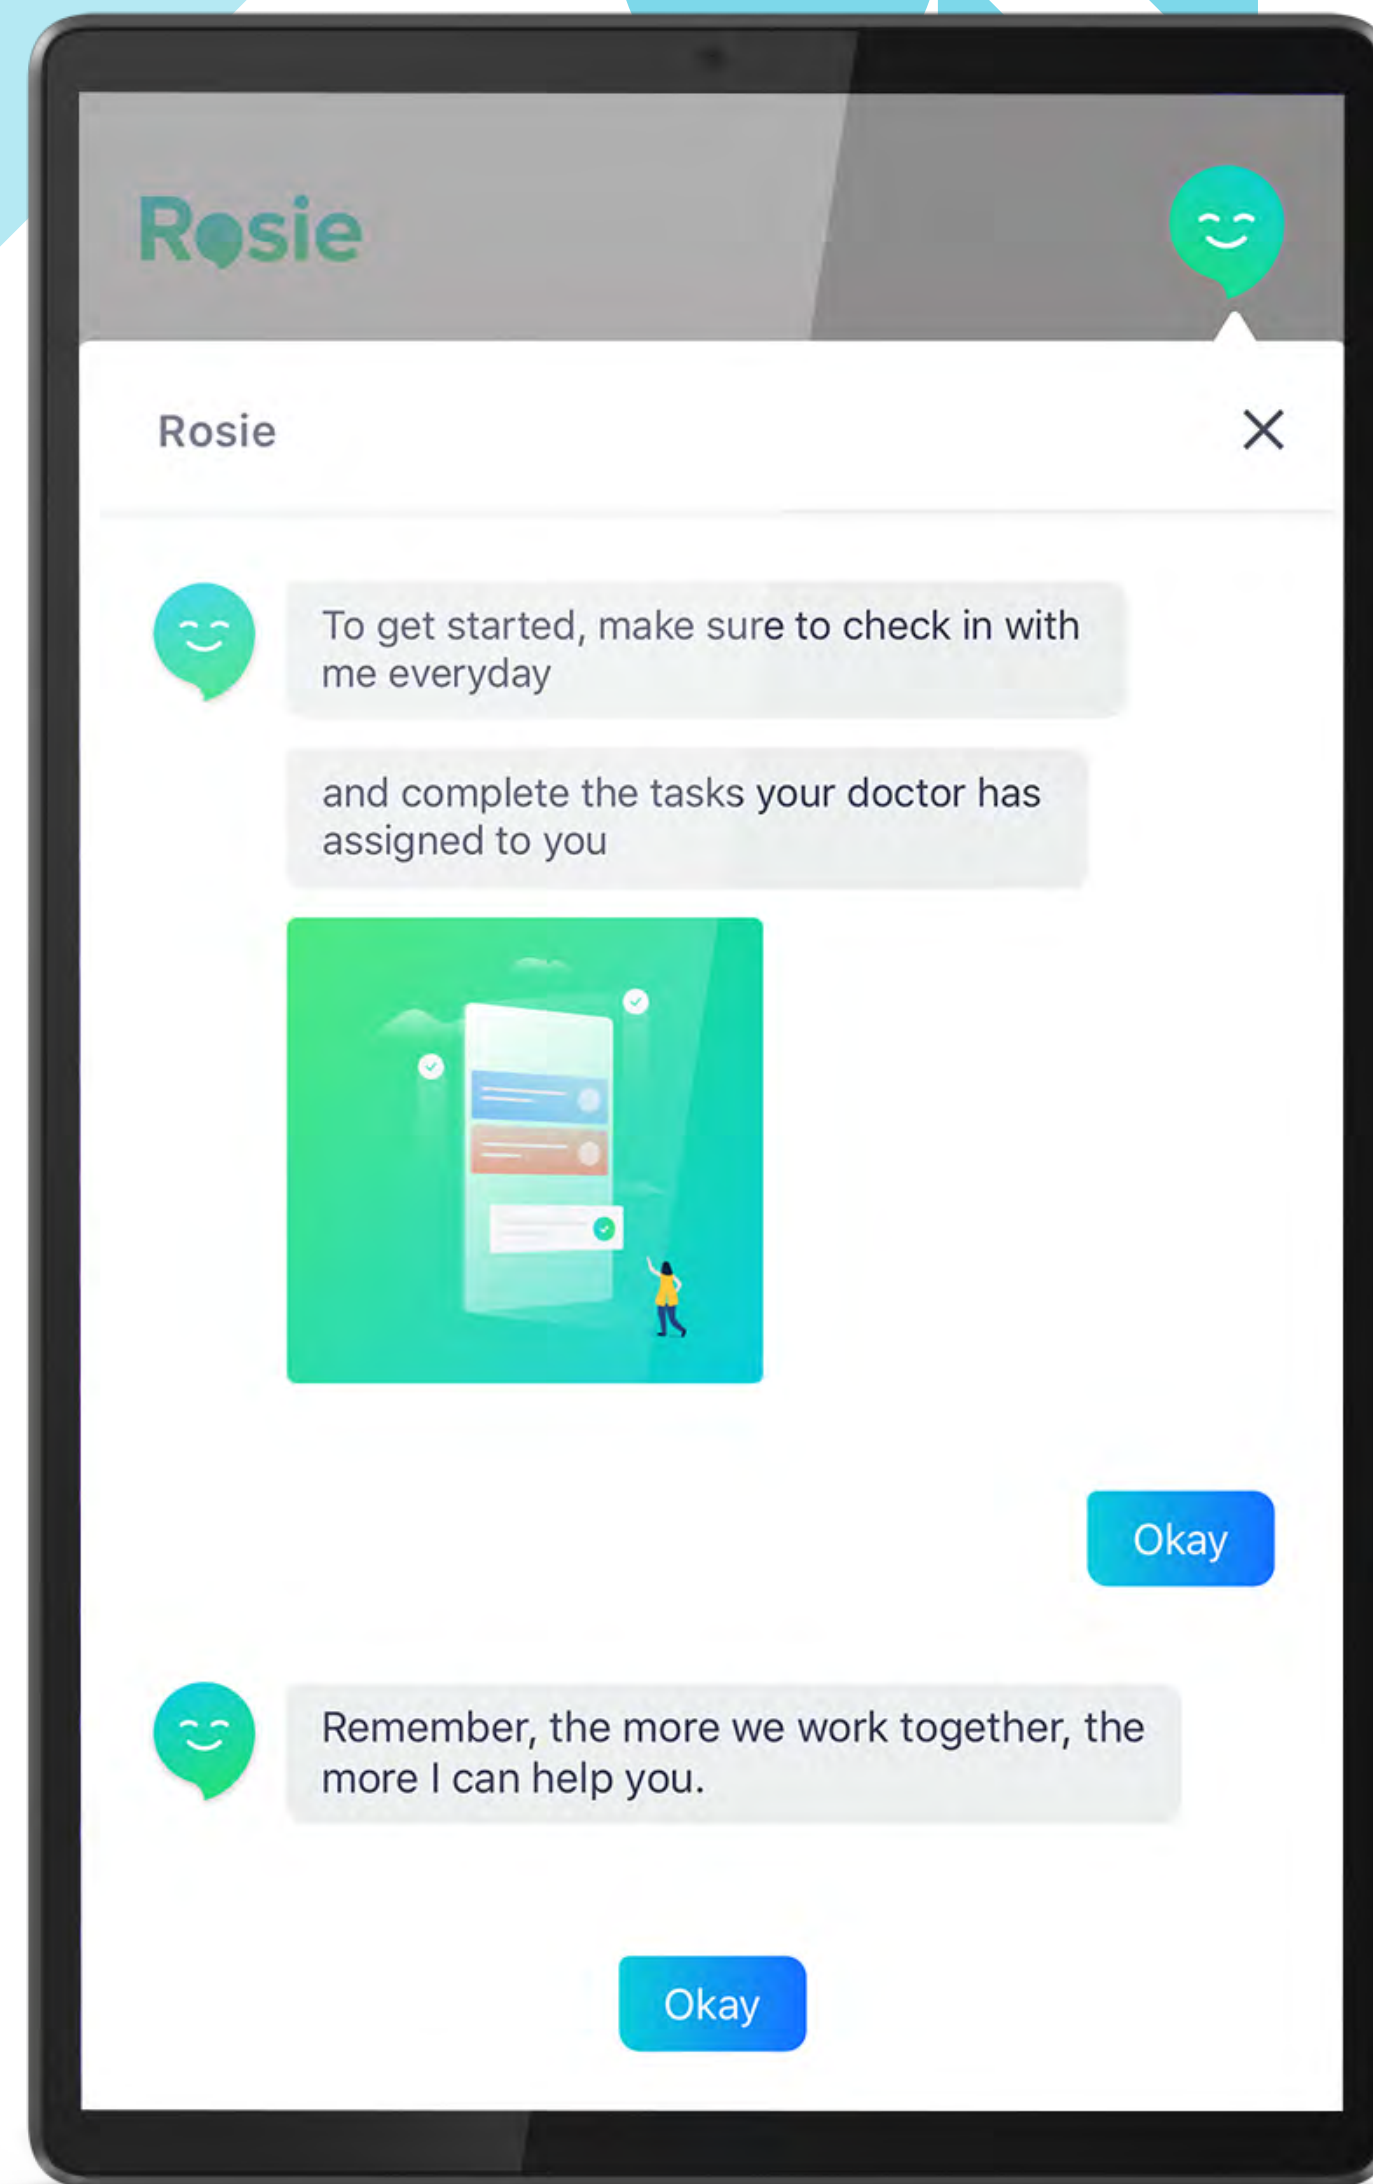 Rosie
Rosie
To get started, make sure to check in with
me everyday
and complete the tasks your doctor has
assigned to you
Okay
Remember, the more we work together, the
more I can help you.
Okay